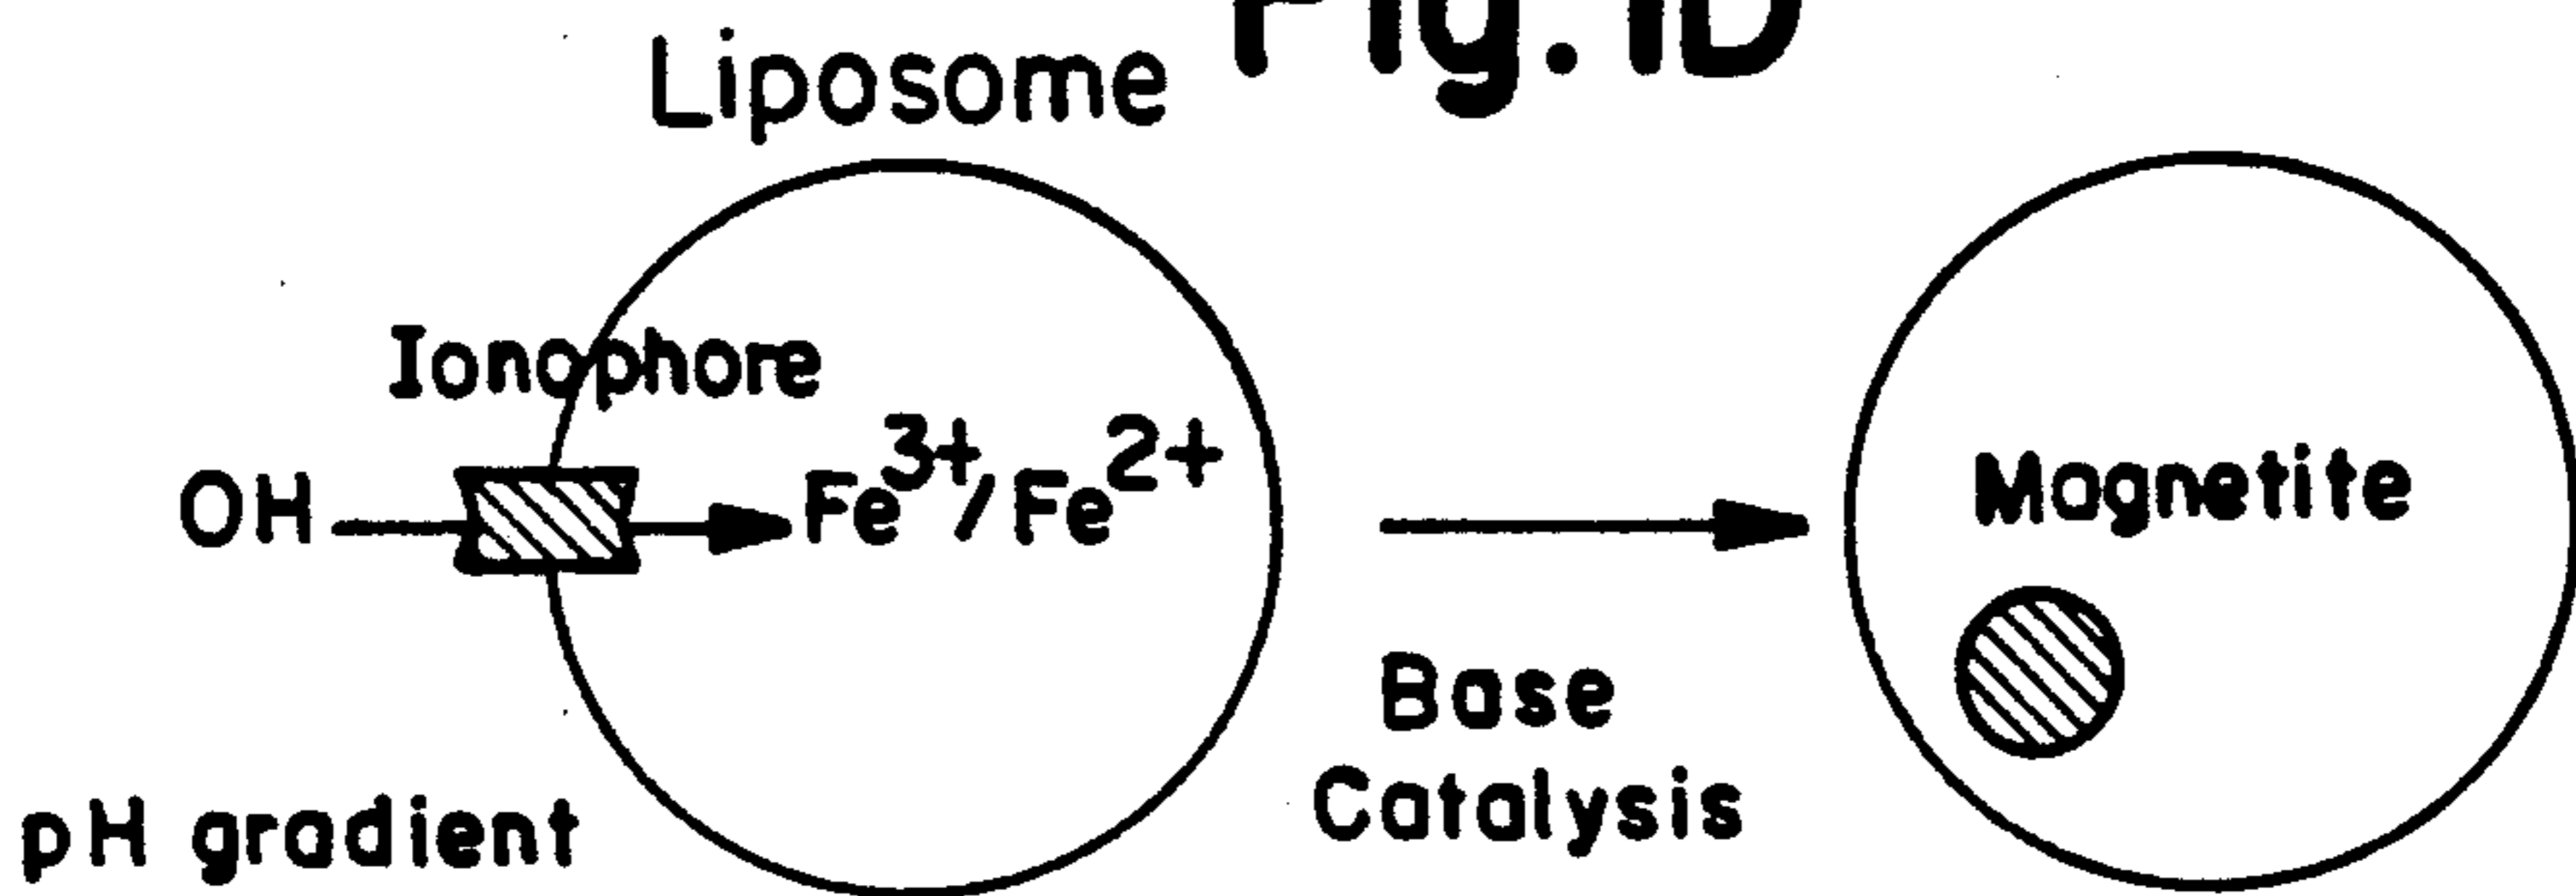 Fig. 1D
Liposome
Ionophore
OH
Fe³⁺/Fe²⁺
Magnetite
Base
Catalysis
pH gradient